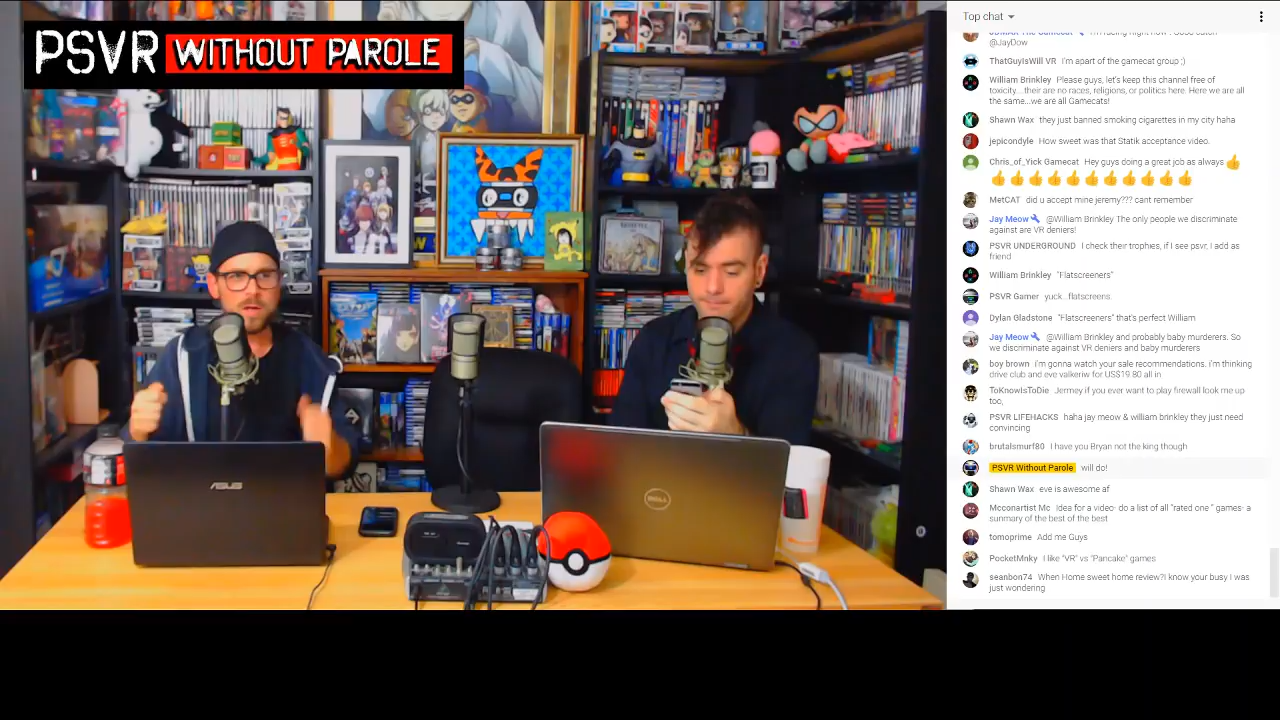 PSVR WITHOUT PAROLE
ASUS
DELL
Top chat
@JayDow
ThatGuyIsWill VR i'm apart of the gamecat group ;)
William Brinkley Please guys, let's keep this channel free of
toxicity....their are no races, religions, or politics here. Here we are all
the same...we are all Gamecats!
Shawn Wax they just banned smoking cigarettes in my city haha
jepicondyle How sweet was that Statik acceptance video.
Chris_of_Yick Gamecat Hey guys doing a great job as always 👍
👍👍👍👍👍👍👍👍👍👍👍
MetCAT did u accept mine jeremy??? cant remember
Jay Meow @William Brinkley The only people we discriminate
against are VR deniers!
PSVR UNDERGROUND I check their trophies, if I see psvr, I add as
friend
William Brinkley "Flatscreeners"
PSVR Gamer yuck.. flatscreens.
Dylan Gladstone "Flatscreeners" that's perfect William
Jay Meow @William Brinkley and probably baby murderers. So
we discriminate against VR deniers and baby murderers
boy brown i'm gonna watch your sale recommendations. i'm thinking
drive club and eve valkeriw for US$19.80 all in
ToKnowIsToDie Jermey if you ever want to play firewall look me up
too,
PSVR LIFEHACKS haha jay meow & william brinkley they just need
convincing
brutalsmurf80 I have you Bryan not the king though
PSVR Without Parole will do!
Shawn Wax eve is awesome af
Mcconartist Mc Idea for a video- do a list of all "rated one " games- a
summary of the best of the best
tomoprime Add me Guys
PocketMnky I like "VR" vs "Pancake" games
seanbon74 When Home sweet home review?I know your busy I was
just wondering